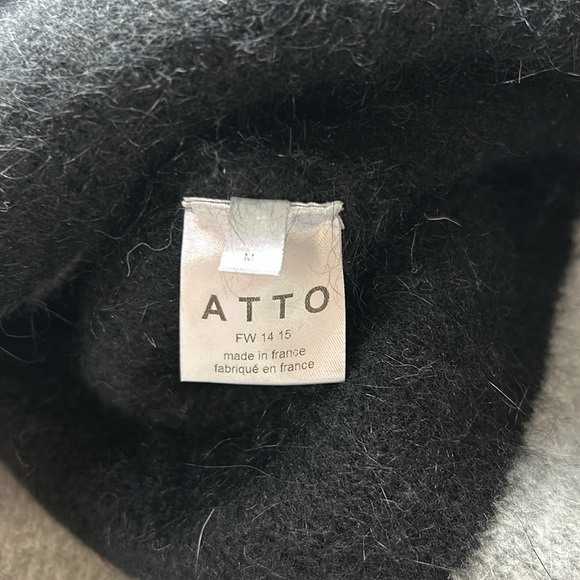 M
ATTO
FW 14 15
made in france
fabriqué en france